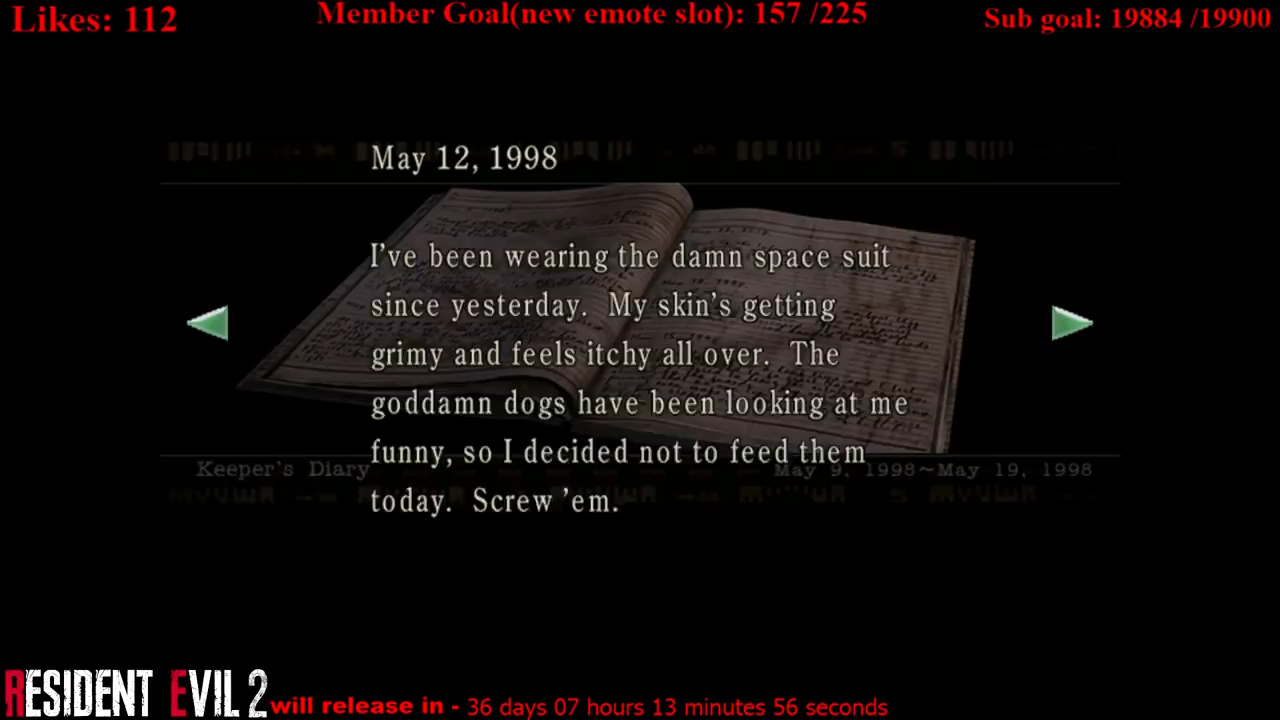 Likes: 112
Member Goal(new emote slot): 157 /225
Sub goal: 19884 /19900
May 12, 1998
I've been wearing the damn space suit
since yesterday. My skin's getting
grimy and feels itchy all over. The
goddamn dogs have been looking at me
funny, so I decided not to feed them
today. Screw 'em.
Keeper's Diary
May 9, 1998~May 19, 1998
RESIDENT EVIL 2
will release in - 36 days 07 hours 13 minutes 56 seconds